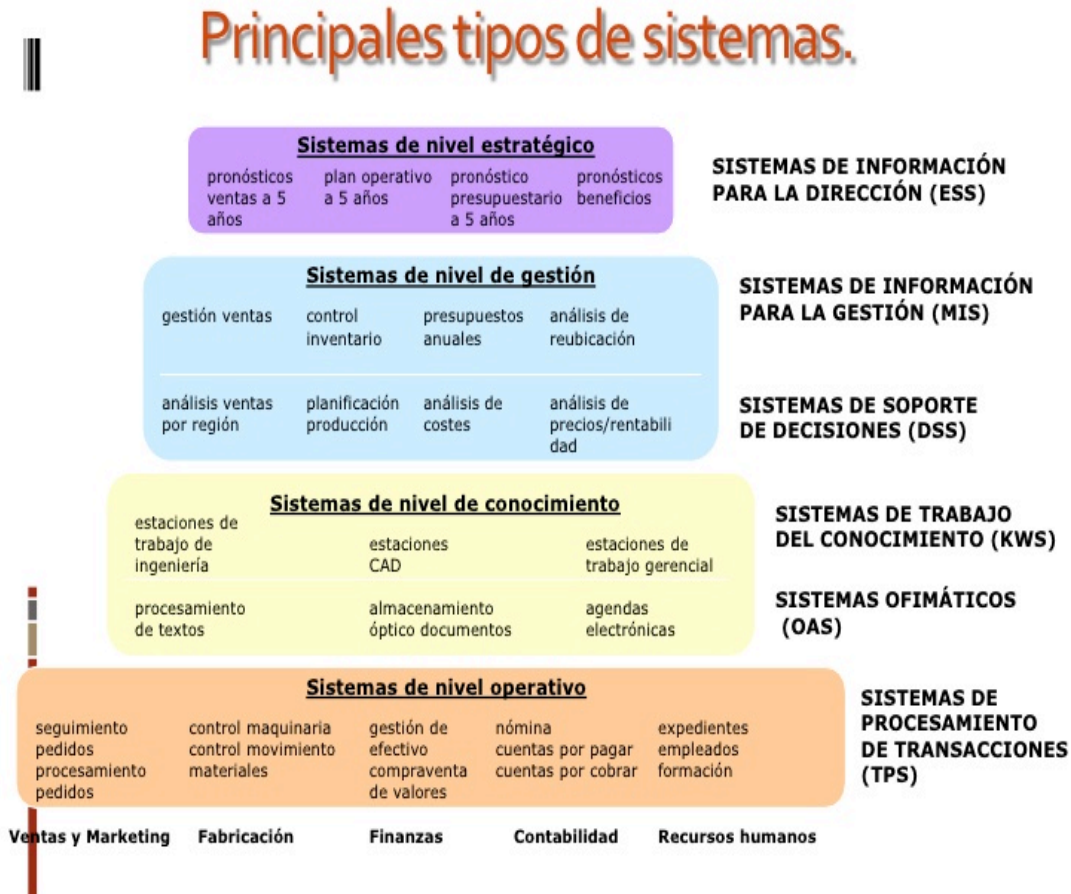 Principales tipos de sistemas.
Sistemas de nivel estratégico
pronósticos
ventas a 5
años
plan operativo
a 5 años
pronóstico
presupuestario
a 5 años
pronósticos
beneficios
SISTEMAS DE INFORMACIÓN
PARA LA DIRECCIÓN (ESS)
Sistemas de nivel de gestión
gestión ventas
control
inventario
presupuestos
anuales
análisis de
reubicación
SISTEMAS DE INFORMACIÓN
PARA LA GESTIÓN (MIS)
análisis ventas
por región
planificación
producción
análisis de
costes
análisis de
precios/rentabili
dad
SISTEMAS DE SOPORTE
DE DECISIONES (DSS)
Sistemas de nivel de conocimiento
estaciones de
trabajo de
ingeniería
estaciones
CAD
estaciones de
trabajo gerencial
SISTEMAS DE TRABAJO
DEL CONOCIMIENTO (KWS)
procesamiento
de textos
almacenamiento
óptico documentos
agendas
electrónicas
SISTEMAS OFIMÁTICOS
(OAS)
Sistemas de nivel operativo
seguimiento
pedidos
procesamiento
pedidos
control maquinaria
control movimiento
materiales
gestión de
efectivo
compraventa
de valores
nómina
cuentas por pagar
cuentas por cobrar
expedientes
empleados
formación
SISTEMAS DE
PROCESAMIENTO
DE TRANSACCIONES
(TPS)
Ventas y Marketing
Fabricación
Finanzas
Contabilidad
Recursos humanos